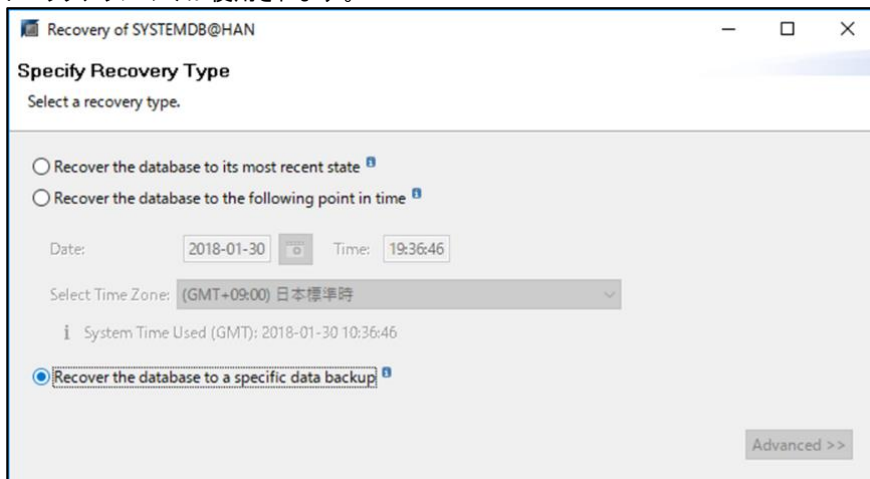 Recovery of SYSTEMDB@HAN
Specify Recovery Type
Select a recovery type.
Recover the database to its most recent state
Recover the database to the following point in time
Date: 2018-01-30 Time: 19:36:46
Select Time Zone: (GMT+09:00) 日本標準時
i System Time Used (GMT): 2018-01-30 10:36:46
Recover the database to a specific data backup
Advanced >>